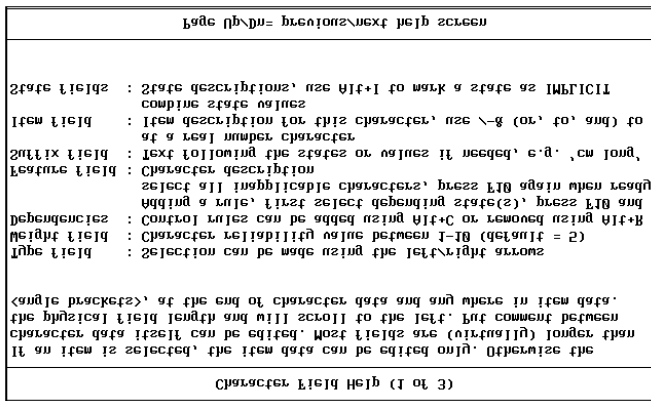 Character Field Help (1 of 3)
If an item is selected, the item data can be edited only. Otherwise the
character data itself can be edited. Most fields are (virtually) longer than
the physical field length and will scroll to the left. Put comment between
<angle brackets>, at the end of character data and any where in item data.
Type field : Selection can be made using the left/right arrows
Weight field : Character reliability value between 1-10 (default = 5)
Dependencies : Control rules can be added using Alt+C or removed using Alt+R
Adding a rule, first select depending state(s), press F10 and
select all inapplicable characters, press F10 again when ready
Feature field : Character description
Suffix field : Text following the states or values if needed, e.g. 'cm long'
at a real number character
Item field : Item description for this character, use /-& (or, to, and) to
combine state values
State fields : State descriptions, use Alt+I to mark a state as IMPLICIT
Page Up/Dn= previous/next help screen